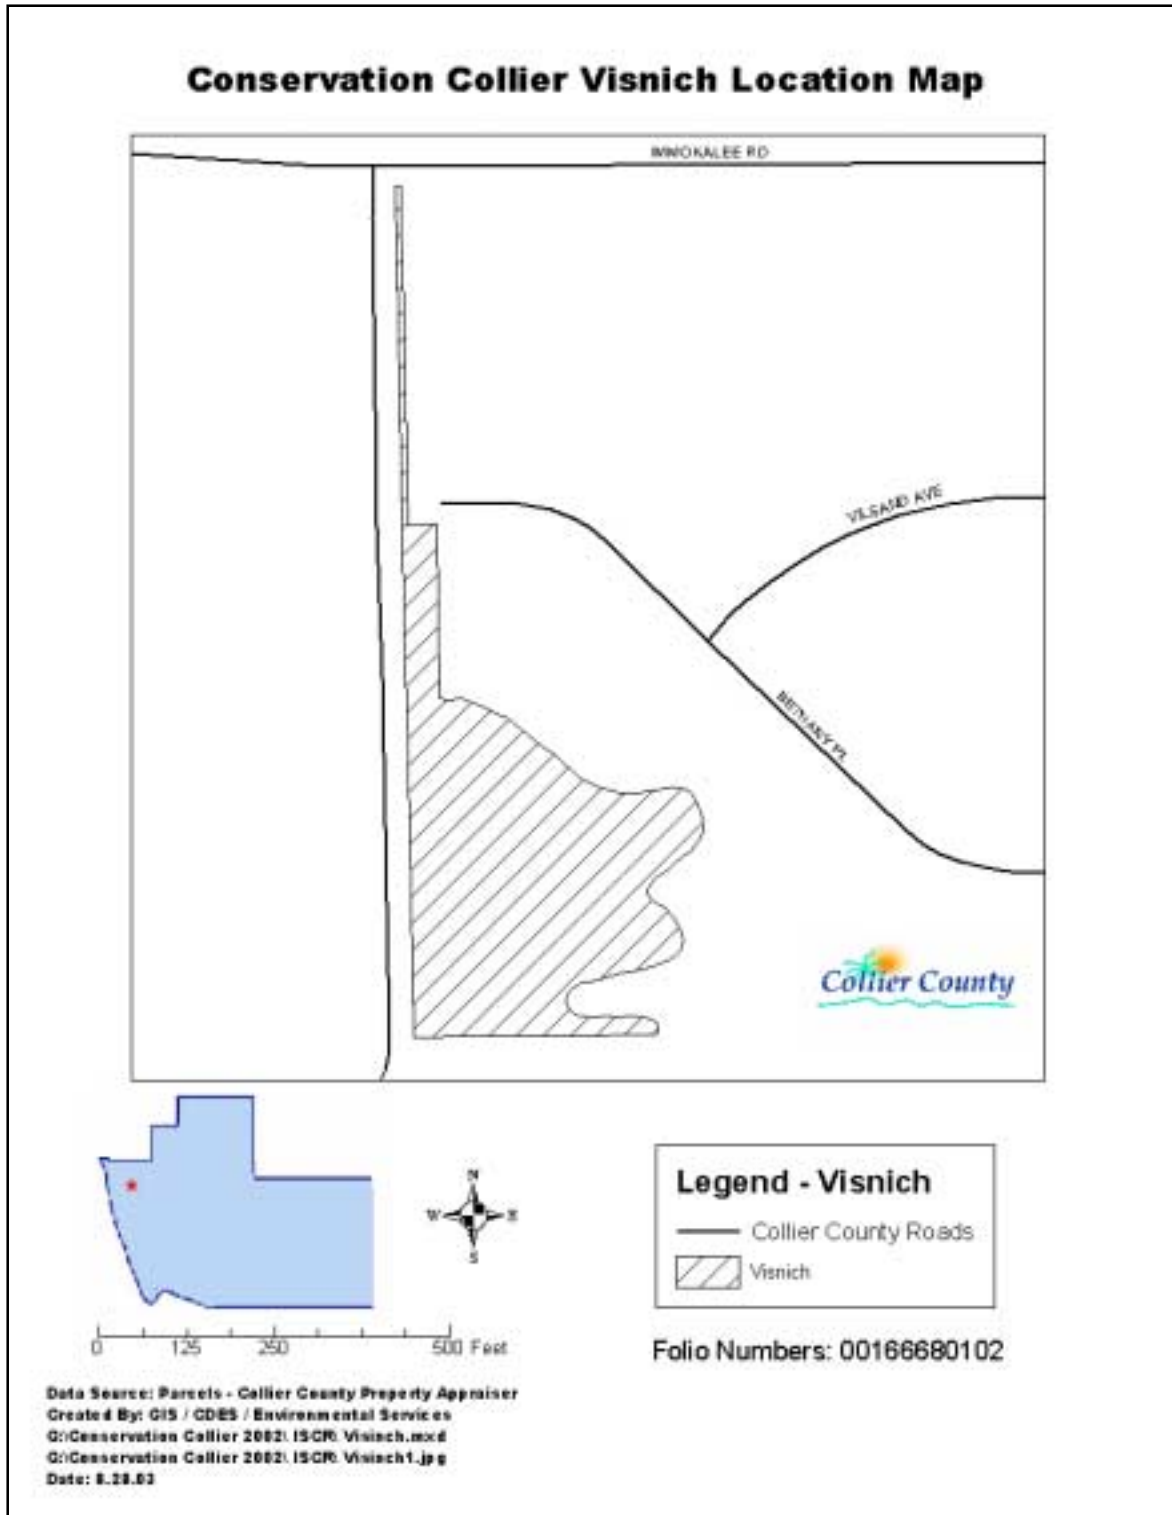 Conservation Collier Visnich Location Map
IMMOKALEE RD
VILSAND AVE
BETHANY PL
Collier County
N
W E
S
Legend - Visnich
Collier County Roads
Visnich
0 125 250 500 Feet
Folio Numbers: 00166680102
Data Source: Parcels - Collier County Property Appraiser
Created By: GIS / CDES / Environmental Services
G:\Conservation Collier 2002\ ISCR\ Visinch.mxd
G:\Conservation Collier 2002\ ISCR\ Visinch1.jpg
Date: 8.28.03